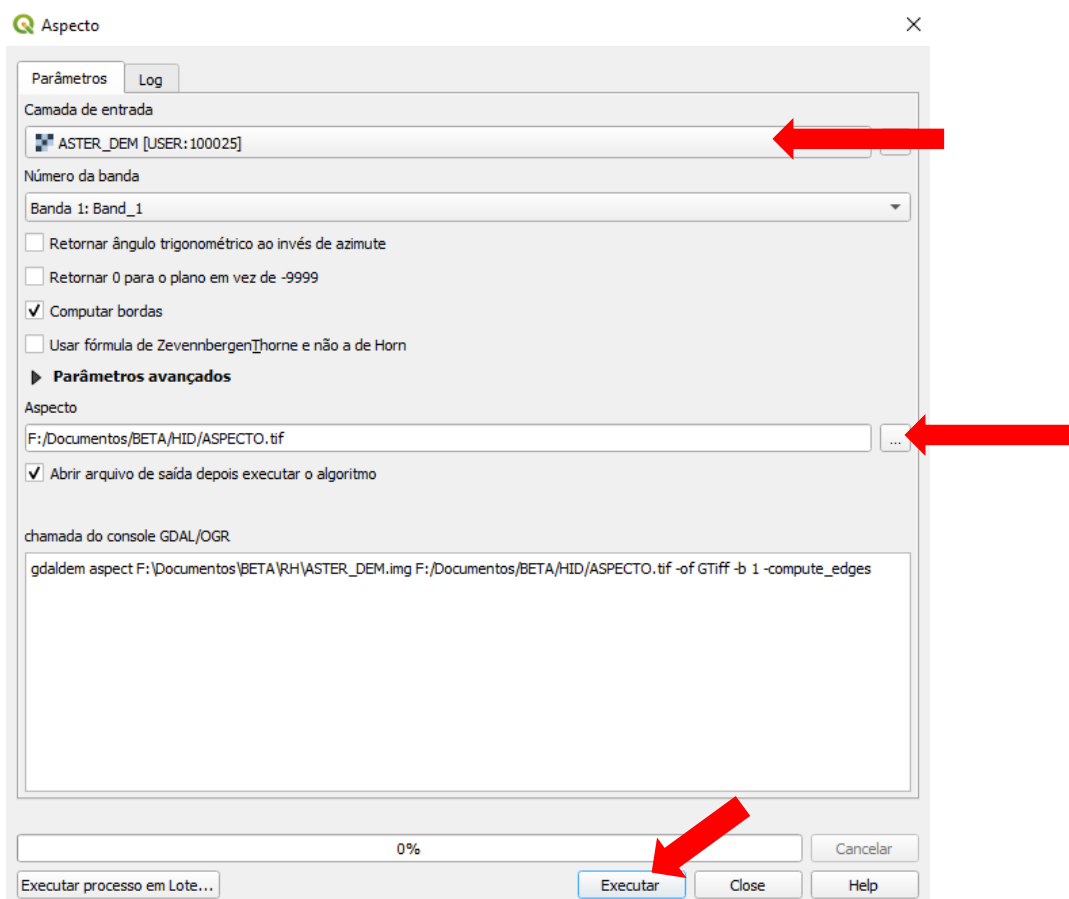 Aspecto
Parâmetros
Log
Camada de entrada
ASTER_DEM [USER:100025]
Número da banda
Banda 1: Band_1
Retornar ângulo trigonométrico ao invés de azimute
Retornar 0 para o plano em vez de -9999
Computar bordas
Usar fórmula de ZevennbergenThorne e não a de Horn
Parâmetros avançados
Aspecto
F:/Documentos/BETA/HID/ASPECTO.tif
...
Abrir arquivo de saída depois executar o algoritmo
chamada do console GDAL/OGR
gdaldem aspect F:\Documentos\BETA\RH\ASTER_DEM.img F:/Documentos/BETA/HID/ASPECTO.tif -of GTiff -b 1 -compute_edges
0%
Cancelar
Executar processo em Lote...
Executar
Close
Help